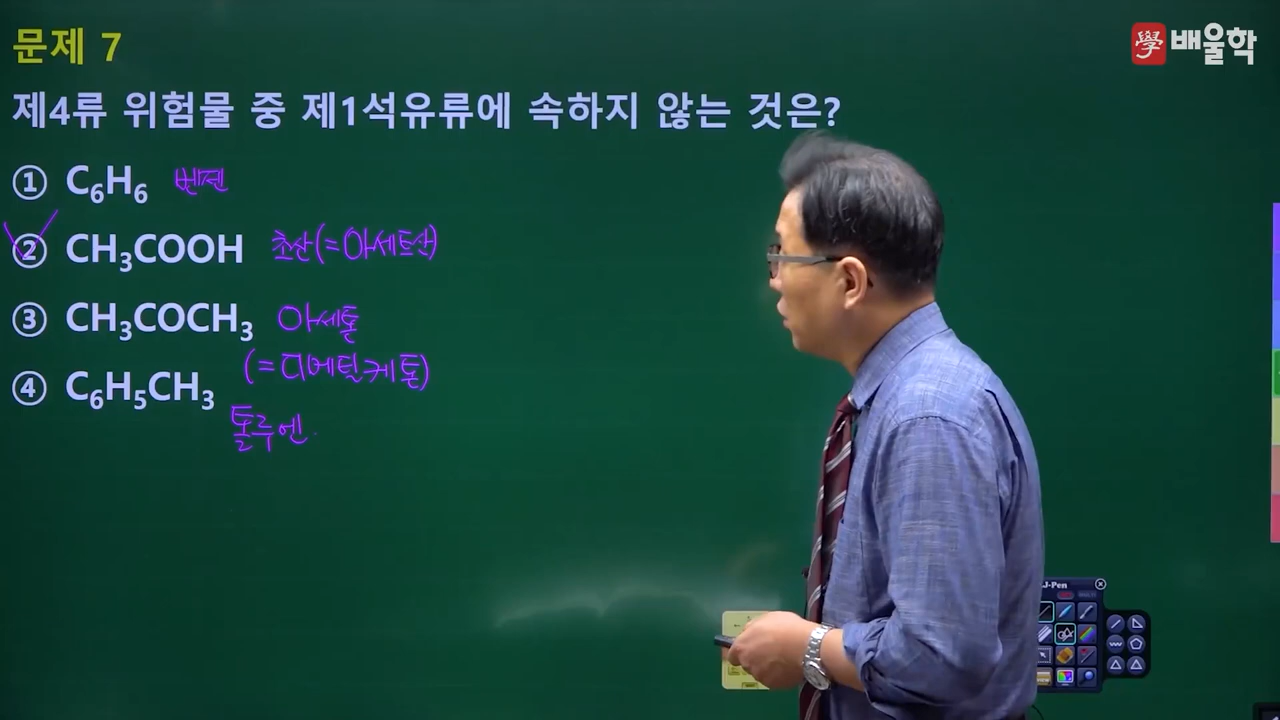 문제 7
學 배울학
제4류 위험물 중 제1석유류에 속하지 않는 것은?
① C₆H₆ 벤젠
② CH₃COOH 초산(=아세트산)
③ CH₃COCH₃ 아세톤
(=디메틸케톤)
④ C₆H₅CH₃
톨루엔.
J-Pen